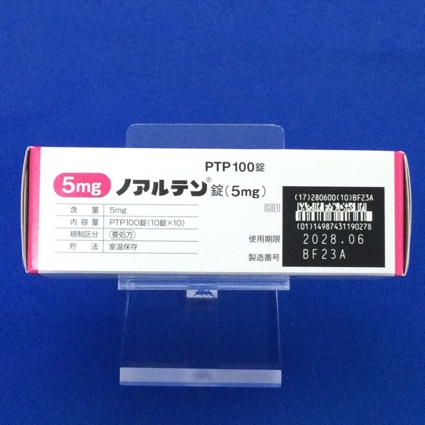 PTP100錠
5mg ノアルテン®錠(5mg)
含量 5mg
内容量 PTP100錠(10錠×10)
規制区分 要処方
貯法 室温保存
GS1
使用期限
製造番号
(17)280600(10)BF23A
(01)14987431190278
2028.06
BF23A